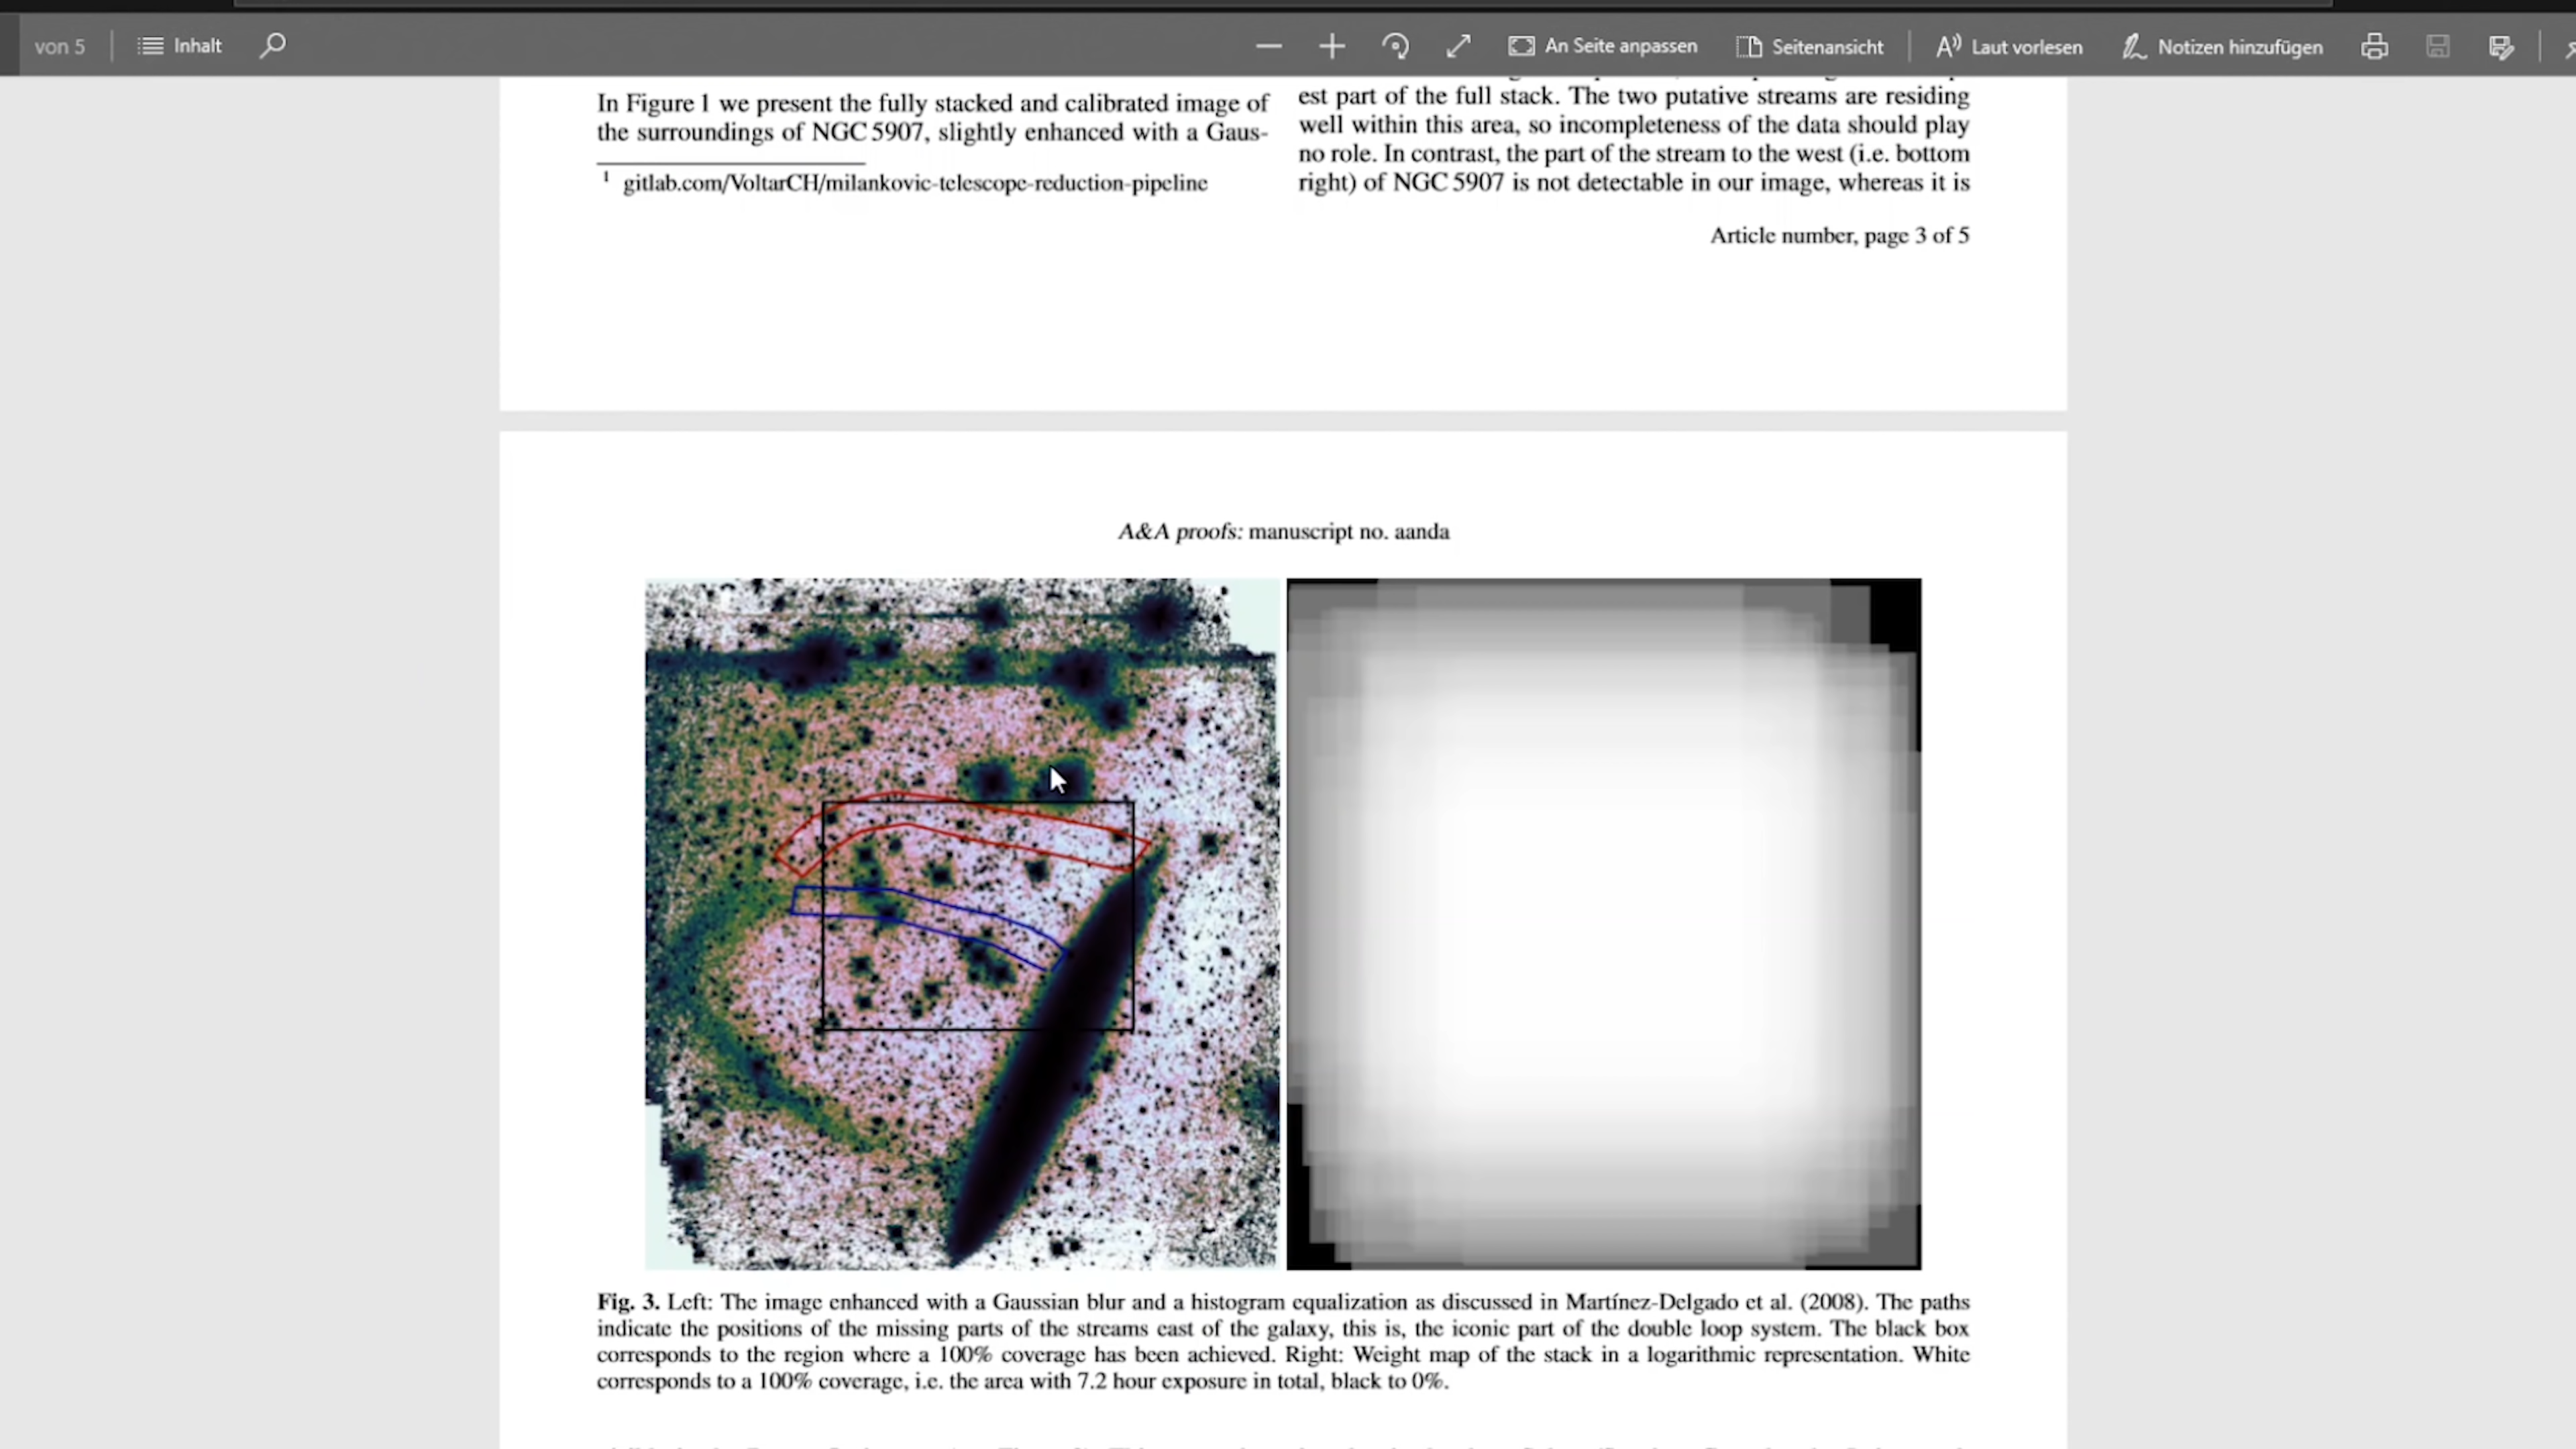 von 5
Inhalt
An Seite anpassen
Seitenansicht
Laut vorlesen
Notizen hinzufügen
In Figure 1 we present the fully stacked and calibrated image of
the surroundings of NGC 5907, slightly enhanced with a Gaus-
1 gitlab.com/VoltarCH/milankovic-telescope-reduction-pipeline
est part of the full stack. The two putative streams are residing
well within this area, so incompleteness of the data should play
no role. In contrast, the part of the stream to the west (i.e. bottom
right) of NGC 5907 is not detectable in our image, whereas it is
Article number, page 3 of 5
A&A proofs: manuscript no. aanda
Fig. 3. Left: The image enhanced with a Gaussian blur and a histogram equalization as discussed in Martínez-Delgado et al. (2008). The paths
indicate the positions of the missing parts of the streams east of the galaxy, this is, the iconic part of the double loop system. The black box
corresponds to the region where a 100% coverage has been achieved. Right: Weight map of the stack in a logarithmic representation. White
corresponds to a 100% coverage, i.e. the area with 7.2 hour exposure in total, black to 0%.